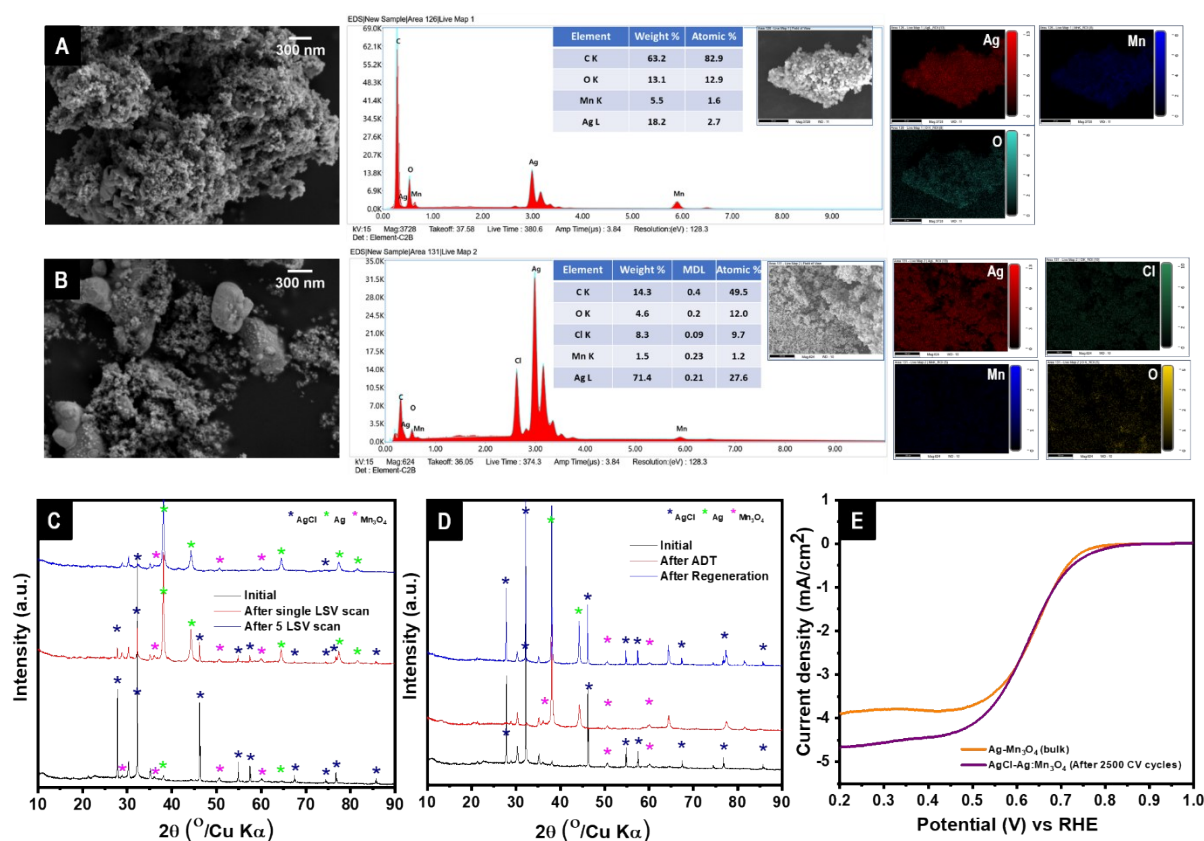 A
300 nm
EDS|New Sample|Area 126|Live Map 1
69.0K
62.1K
55.2K
48.3K
41.4K
34.5K
27.6K
20.7K
13.8K
6.9K
0.0K
C
Ag
O
Mn
Ag
Mn
0.00 1.00 2.00 3.00 4.00 5.00 6.00 7.00 8.00 9.00
kV:15 Mag:3728 Takeoff: 37.58 Live Time : 380.6 Amp Time(µs) : 3.84 Resolution:(eV) : 128.3
Det : Element-C2B
Element Weight % Atomic %
C K 63.2 82.9
O K 13.1 12.9
Mn K 5.5 1.6
Ag L 18.2 2.7
Ag
Mn
O
B
300 nm
EDS|New Sample|Area 131|Live Map 2
35.0K
31.5K
28.0K
24.5K
21.0K
17.5K
14.0K
10.5K
7.0K
3.5K
0.0K
C
Ag
O
Mn
Cl
Ag
Mn
0.00 1.00 2.00 3.00 4.00 5.00 6.00 7.00 8.00 9.00
kV:15 Mag:624 Takeoff: 36.05 Live Time : 374.3 Amp Time(µs) : 3.84 Resolution:(eV) : 128.3
Det : Element-C2B
Element Weight % MDL Atomic %
C K 14.3 0.4 49.5
O K 4.6 0.2 12.0
Cl K 8.3 0.09 9.7
Mn K 1.5 0.23 1.2
Ag L 71.4 0.21 27.6
Ag
Cl
Mn
O
C
* AgCl * Ag * Mn₃O₄
Initial
After single LSV scan
After 5 LSV scan
Intensity (a.u.)
10 20 30 40 50 60 70 80 90
2θ (°/Cu Kα)
D
* AgCl * Ag * Mn₃O₄
Initial
After ADT
After Regeneration
Intensity (a.u.)
10 20 30 40 50 60 70 80 90
2θ (°/Cu Kα)
E
Current density (mA/cm²)
1
0
-1
-2
-3
-4
-5
Ag-Mn₃O₄ (bulk)
AgCl-Ag:Mn₃O₄ (After 2500 CV cycles)
0.2 0.3 0.4 0.5 0.6 0.7 0.8 0.9 1.0
Potential (V) vs RHE